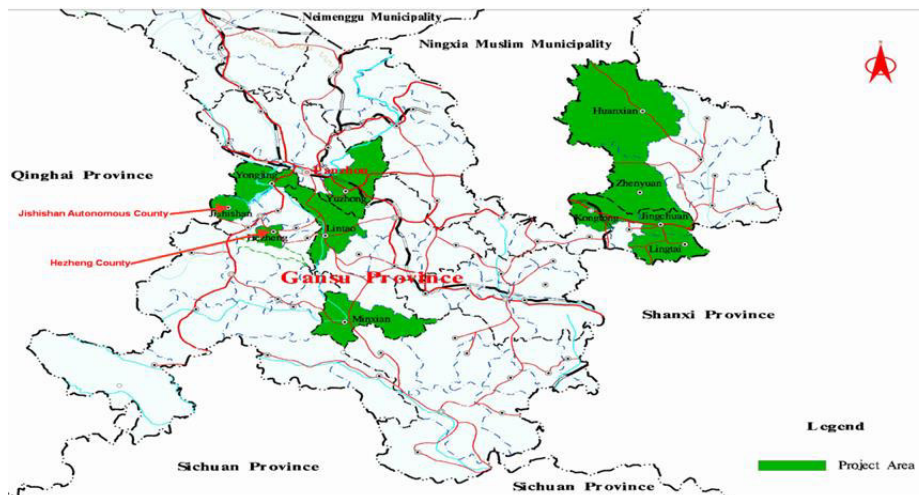 Neimenggu Municipality
Ningxia Muslim Municipality
Huanxian
Qinghai Province
Yongjing
Lanzhou
Yuzhong
Zhenyuan
Jishishan Autonomous County
Jishishan
Kongtong
Jingchuan
Hezheng
Lintao
Lingtai
Hezheng County
Gansu Province
Minxian
Shanxi Province
Legend
Sichuan Province
Project Area
Sichuan Province